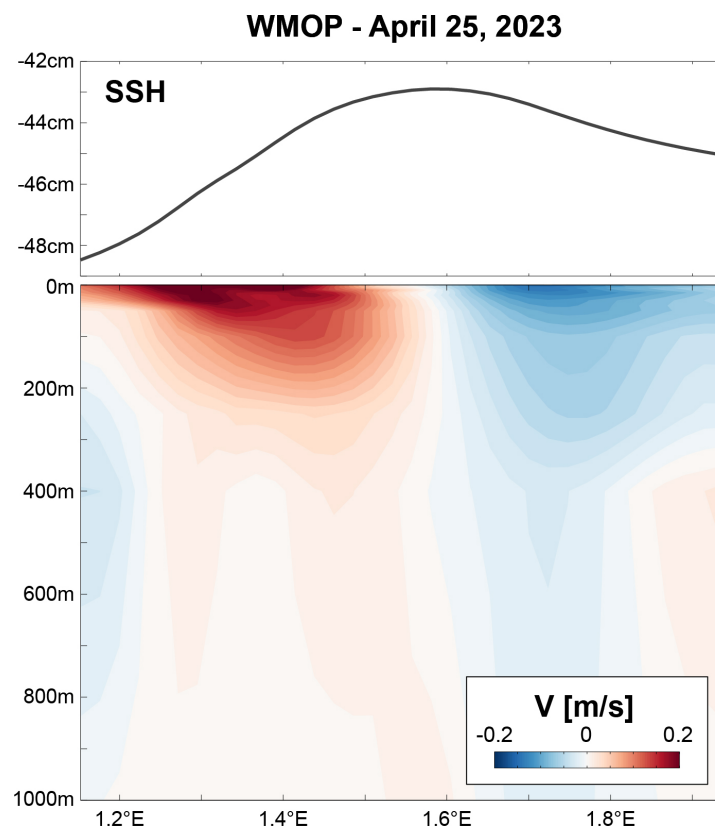 WMOP - April 25, 2023
-42cm
SSH
-44cm
-46cm
-48cm
0m
200m
400m
600m
800m
V [m/s]
-0.2 0 0.2
1000m
1.2°E 1.4°E 1.6°E 1.8°E